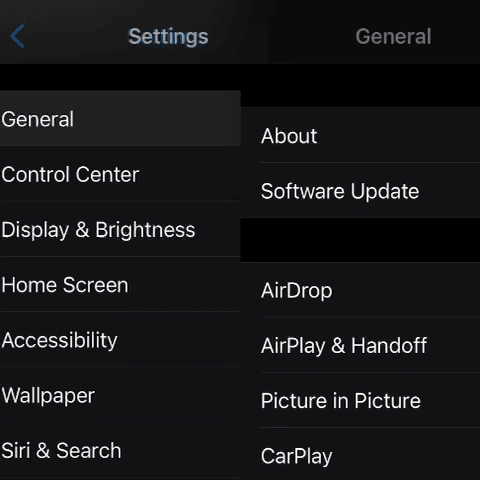 Settings
General
General
Control Center
Display & Brightness
Home Screen
Accessibility
Wallpaper
Siri & Search
About
Software Update
AirDrop
AirPlay & Handoff
Picture in Picture
CarPlay